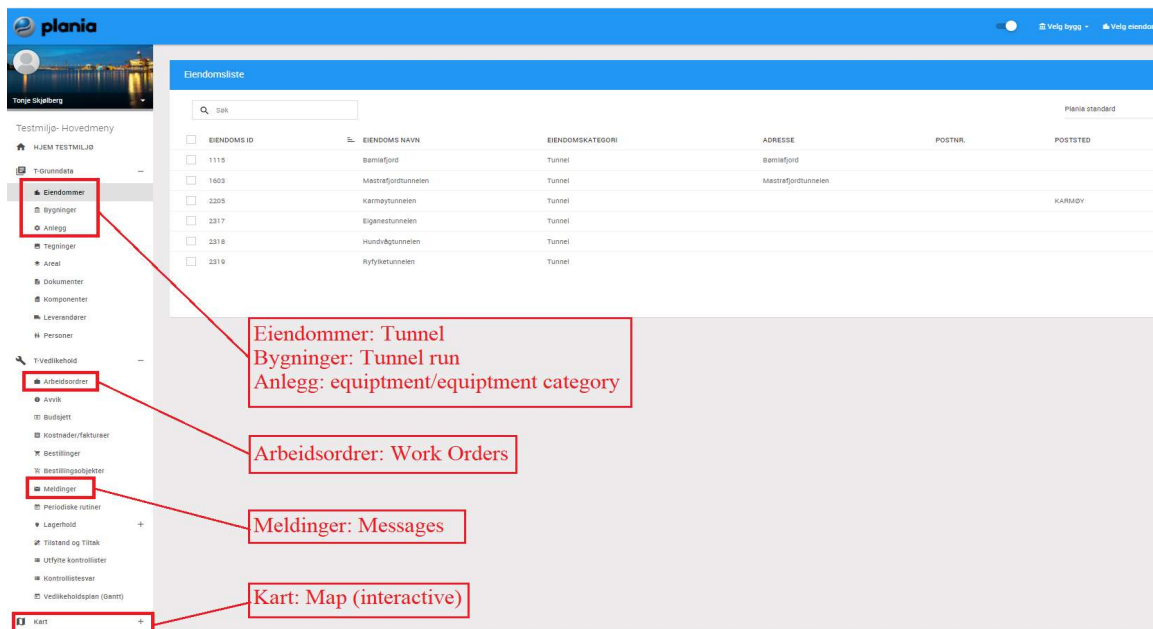 plania
Velg bygg
Velg eiendo
Tonje Skjølberg
Eiendomsliste
Søk
Plania standard
EIENDOMS ID EIENDOMS NAVN EIENDOMSKATEGORI ADRESSE POSTNR. POSTSTED
1115 Bømlafjord Tunnel Bømlafjord
1603 Mastrafjordtunnelen Tunnel Mastrafjordtunnelen
2205 Karmøytunnelen Tunnel KARMØY
2317 Eiganestunnelen Tunnel
2318 Hundvågtunnelen Tunnel
2319 Ryfylketunnelen Tunnel
Testmiljø- Hovedmeny
HJEM TESTMILJØ
T-Grunndata
Eiendommer
Bygninger
Anlegg
Tegninger
Areal
Dokumenter
Komponenter
Leverandører
Personer
T-Vedlikehold
Arbeidsordrer
Avvik
Budsjett
Kostnader/fakturaer
Bestillinger
Bestillingsobjekter
Meldinger
Periodiske rutiner
Lagerhold +
Tilstand og Tiltak
Utfylte kontrollister
Kontrollistesvar
Vedlikeholdsplan (Gantt)
Kart +
Eiendommer: Tunnel
Bygninger: Tunnel run
Anlegg: equiptment/equiptment category
Arbeidsordrer: Work Orders
Meldinger: Messages
Kart: Map (interactive)